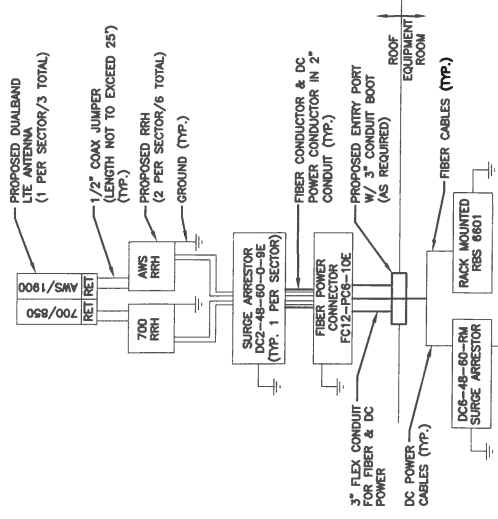 PROPOSED DUALBAND
LTE ANTENNA
(1 PER SECTOR/3 TOTAL)
700/850
AWS/1900
RET
RET
1/2" COAX JUMPER
(LENGTH NOT TO EXCEED 25')
(TYP.)
700
RRH
AWS
RRH
PROPOSED RRH
(2 PER SECTOR/6 TOTAL)
GROUND (TYP.)
SURGE ARRESTOR
DC2-48-60-0-9E
(TYP. 1 PER SECTOR)
FIBER CONDUCTOR & DC
POWER CONDUCTOR IN 2"
CONDUIT (TYP.)
FIBER POWER
CONNECTOR
FC12-PC6-10E
3" FLEX CONDUIT
FOR FIBER & DC
POWER
PROPOSED ENTRY PORT
W/ 3" CONDUIT BOOT
(AS REQUIRED)
ROOF
EQUIPMENT
ROOM
DC POWER
CABLES (TYP.)
FIBER CABLES (TYP.)
DC6-48-60-RM
SURGE ARRESTOR
RACK MOUNTED
RBS 6601